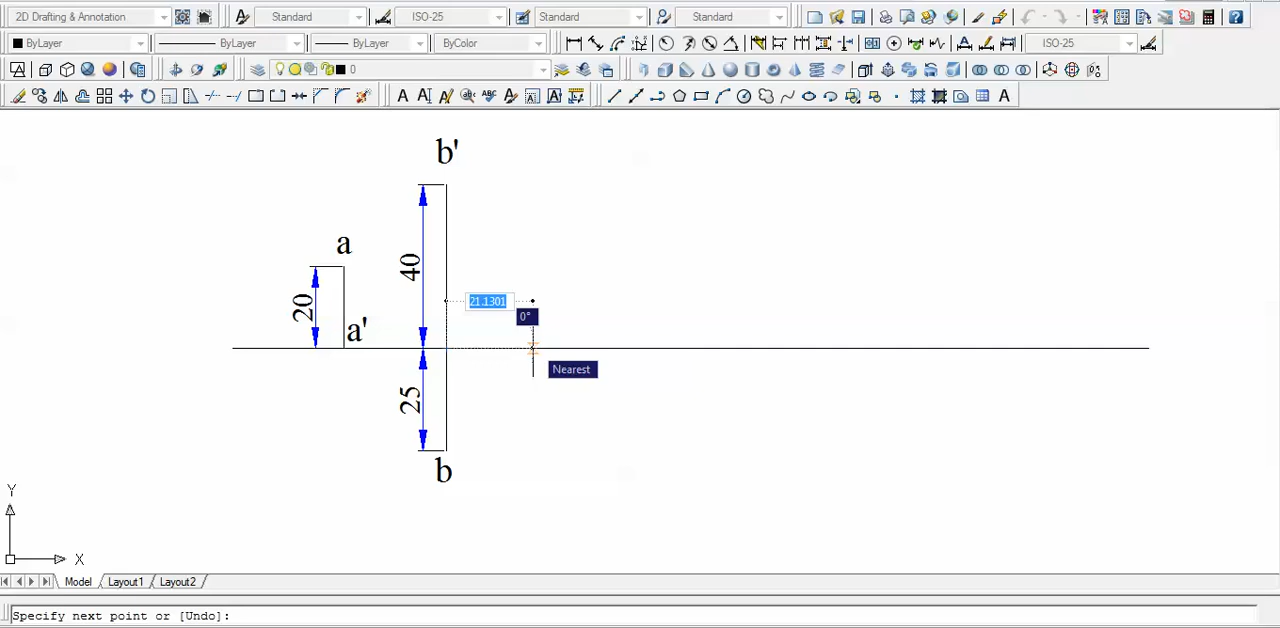 2D Drafting & Annotation Standard ISO-25 Standard Standard
ByLayer ByLayer ByLayer ByColor ISO-25
0
b'
a
40
20
a'
21.1301
0°
Nearest
25
b
Y
X
Model Layout1 Layout2
Specify next point or [Undo]: